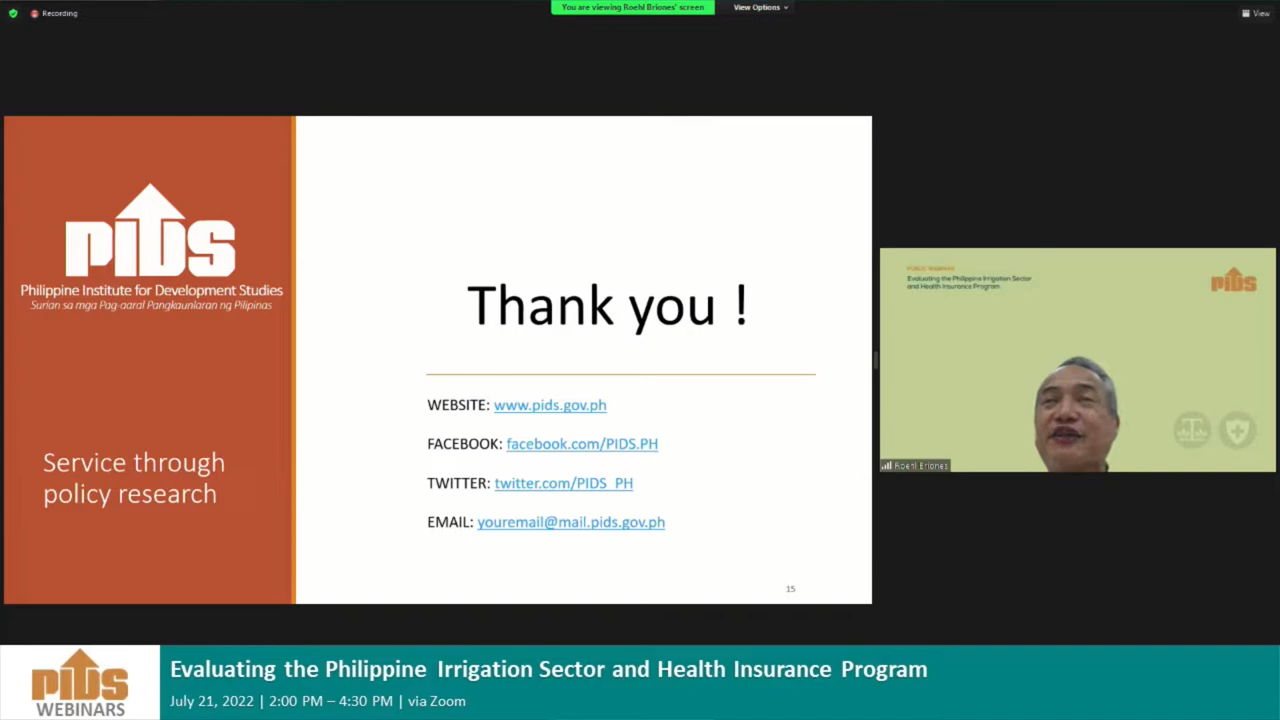 Recording
You are viewing Roehl Briones' screen
View Options
View
PIDS
Philippine Institute for Development Studies
Surian sa mga Pag-aaral Pangkaunlaran ng Pilipinas
Service through
policy research
Thank you !
WEBSITE: www.pids.gov.ph
FACEBOOK: facebook.com/PIDS.PH
TWITTER: twitter.com/PIDS_PH
EMAIL: youremail@mail.pids.gov.ph
15
PUBLIC WEBINAR
Evaluating the Philippine Irrigation Sector
and Health Insurance Program
PIDS
Roehl Briones
PIDS
WEBINARS
Evaluating the Philippine Irrigation Sector and Health Insurance Program
July 21, 2022 | 2:00 PM – 4:30 PM | via Zoom